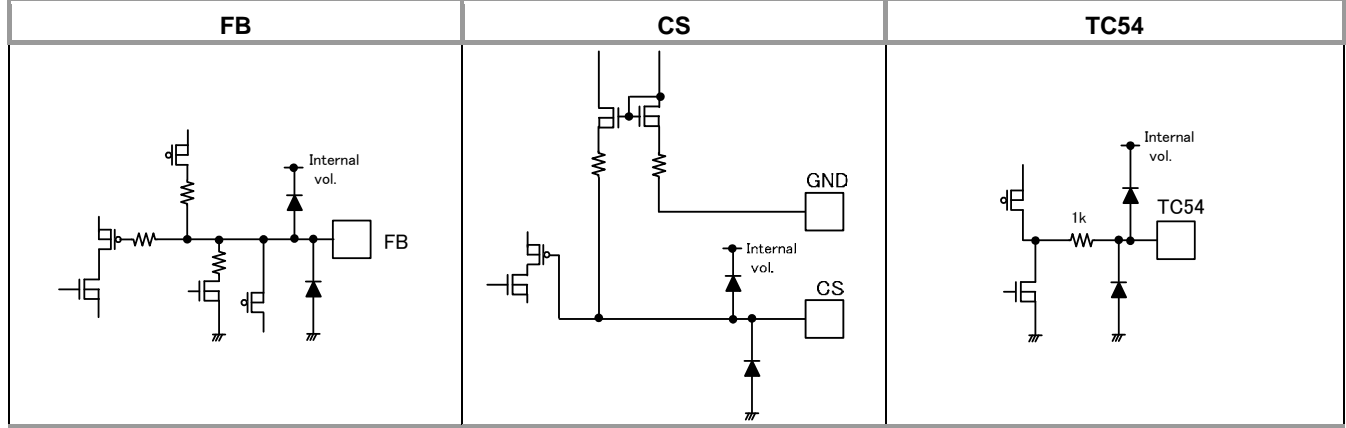 FB
CS
TC54
Internal
vol.
FB
GND
Internal
vol.
CS
Internal
vol.
1k
TC54